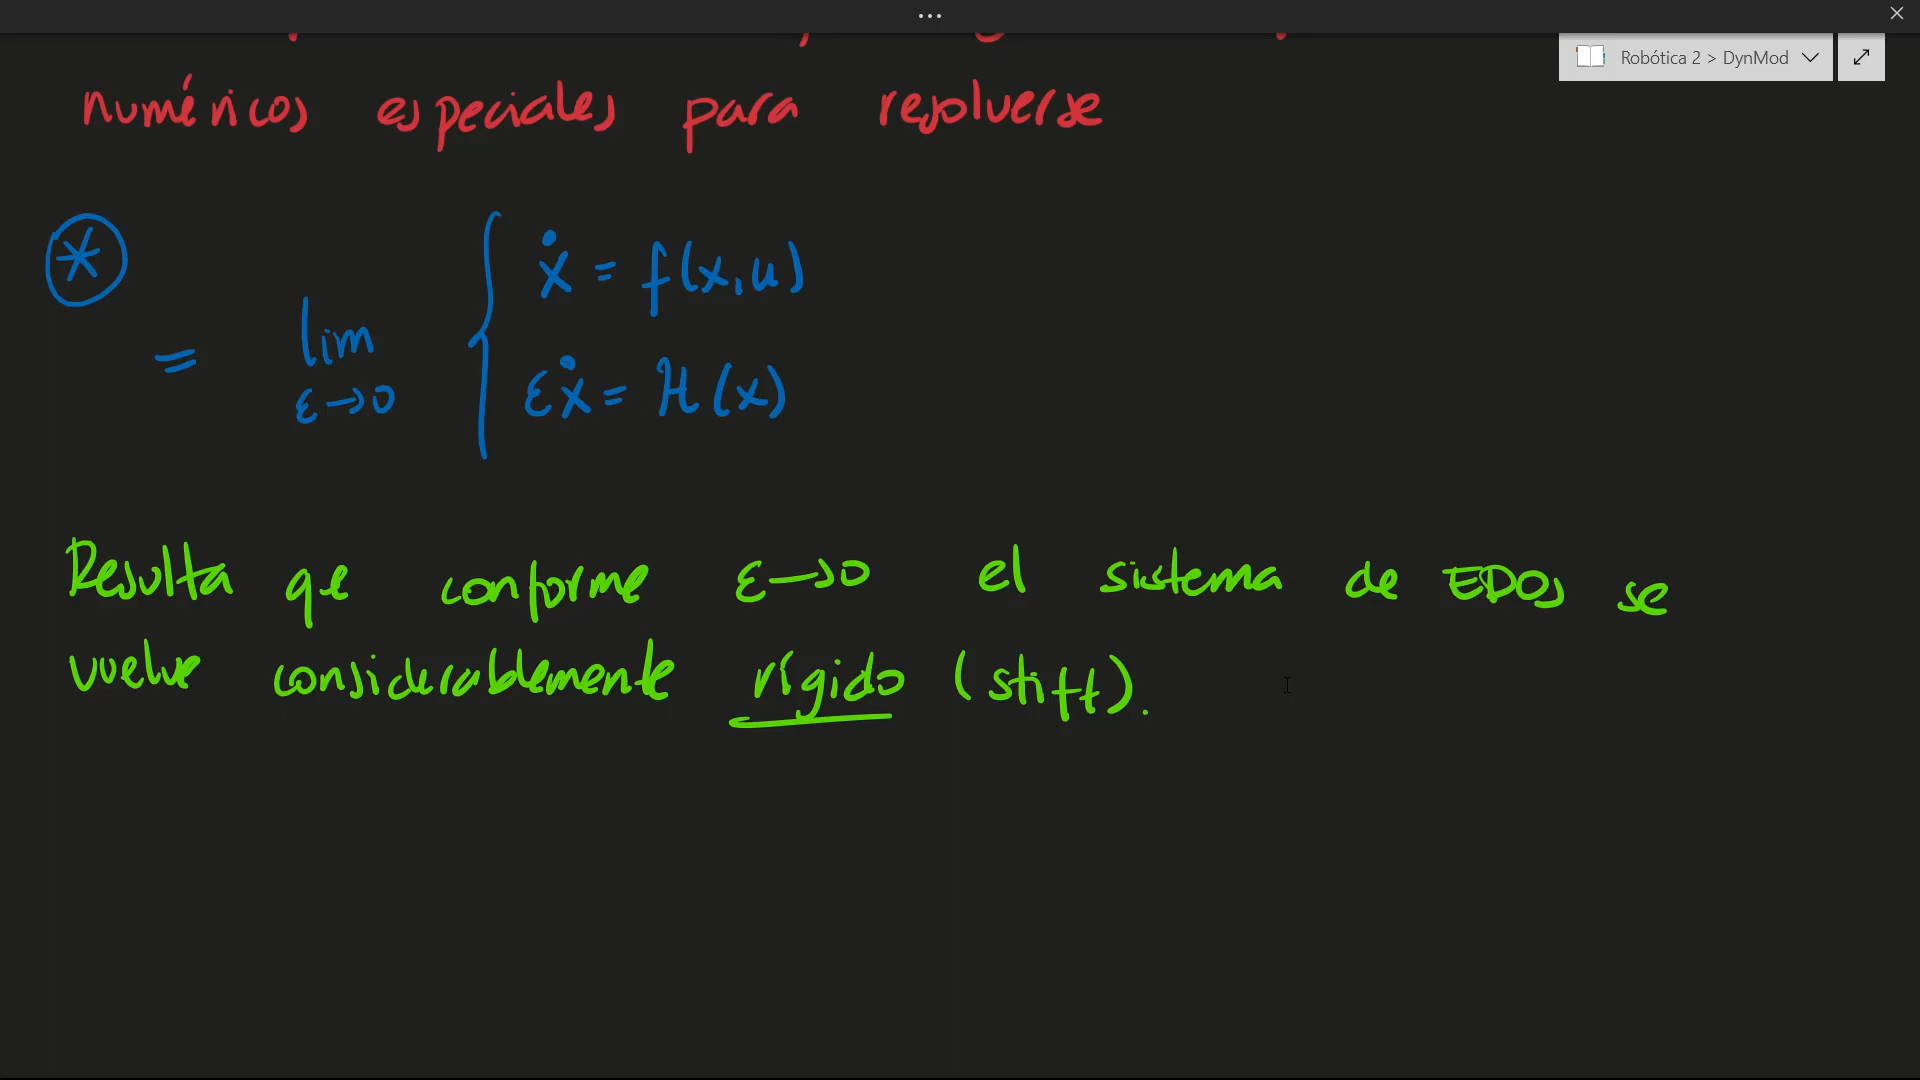 Robótica 2 > DynMod
numéricos especiales para resolverse
*
ẋ = f(x,u)
= lim
ε→0
εẋ = H(x)
Resulta que conforme ε→0 el sistema de EDOs se
vuelve considerablemente rígido (stiff).